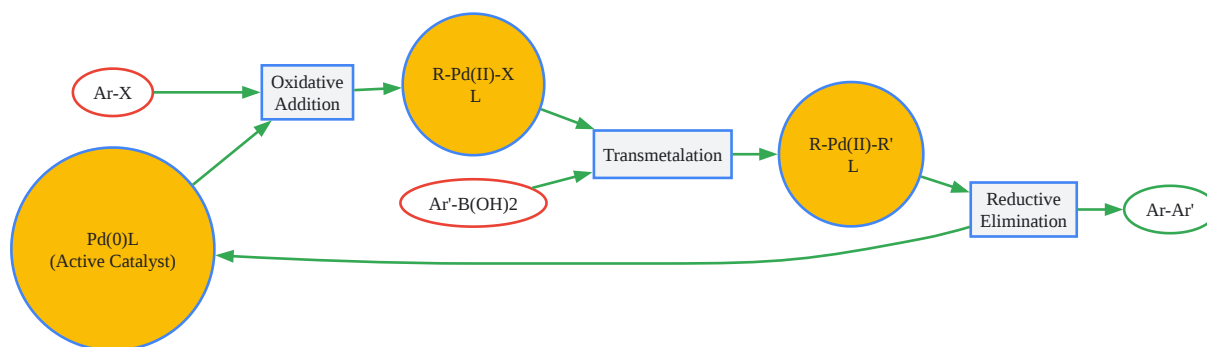 Ar-X
Oxidative
Addition
R-Pd(II)-X
L
Pd(0)L
(Active Catalyst)
Ar'-B(OH)2
Transmetalation
R-Pd(II)-R'
L
Reductive
Elimination
Ar-Ar'